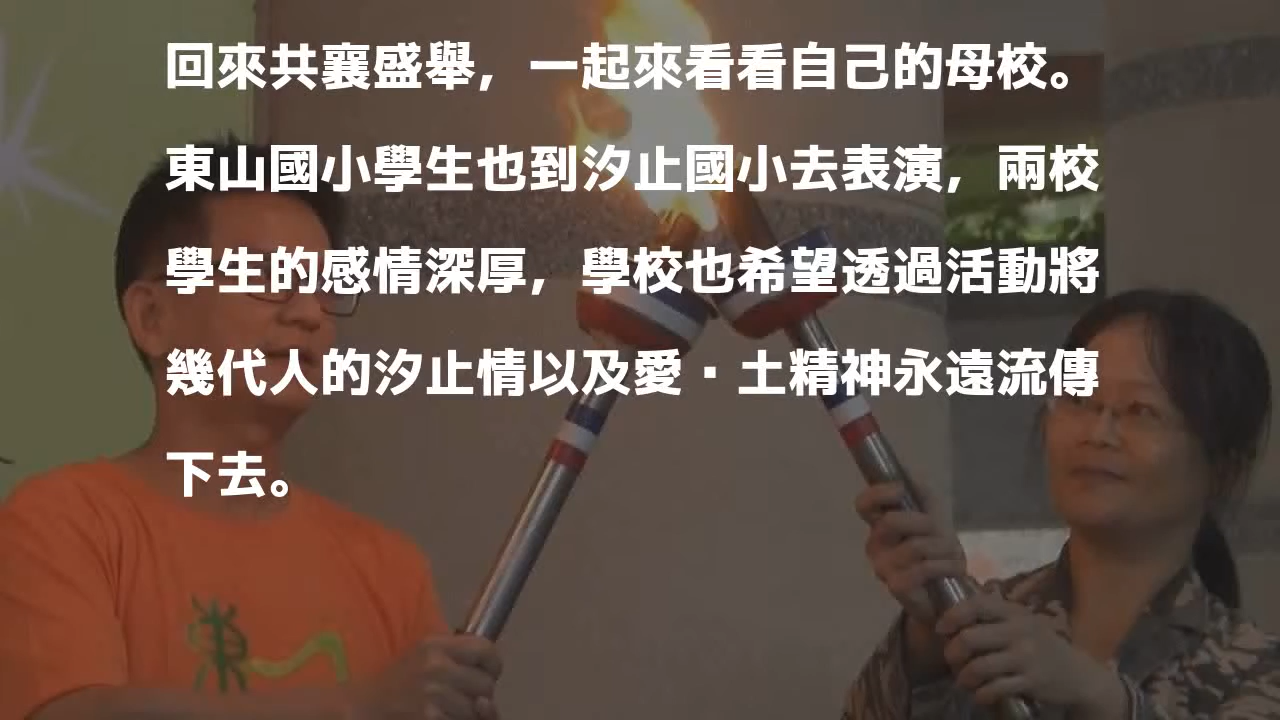 回來共襄盛舉，一起來看看自己的母校。
東山國小學生也到汐止國小去表演，兩校
學生的感情深厚，學校也希望透過活動將
幾代人的汐止情以及愛▪土精神永遠流傳
下去。
東